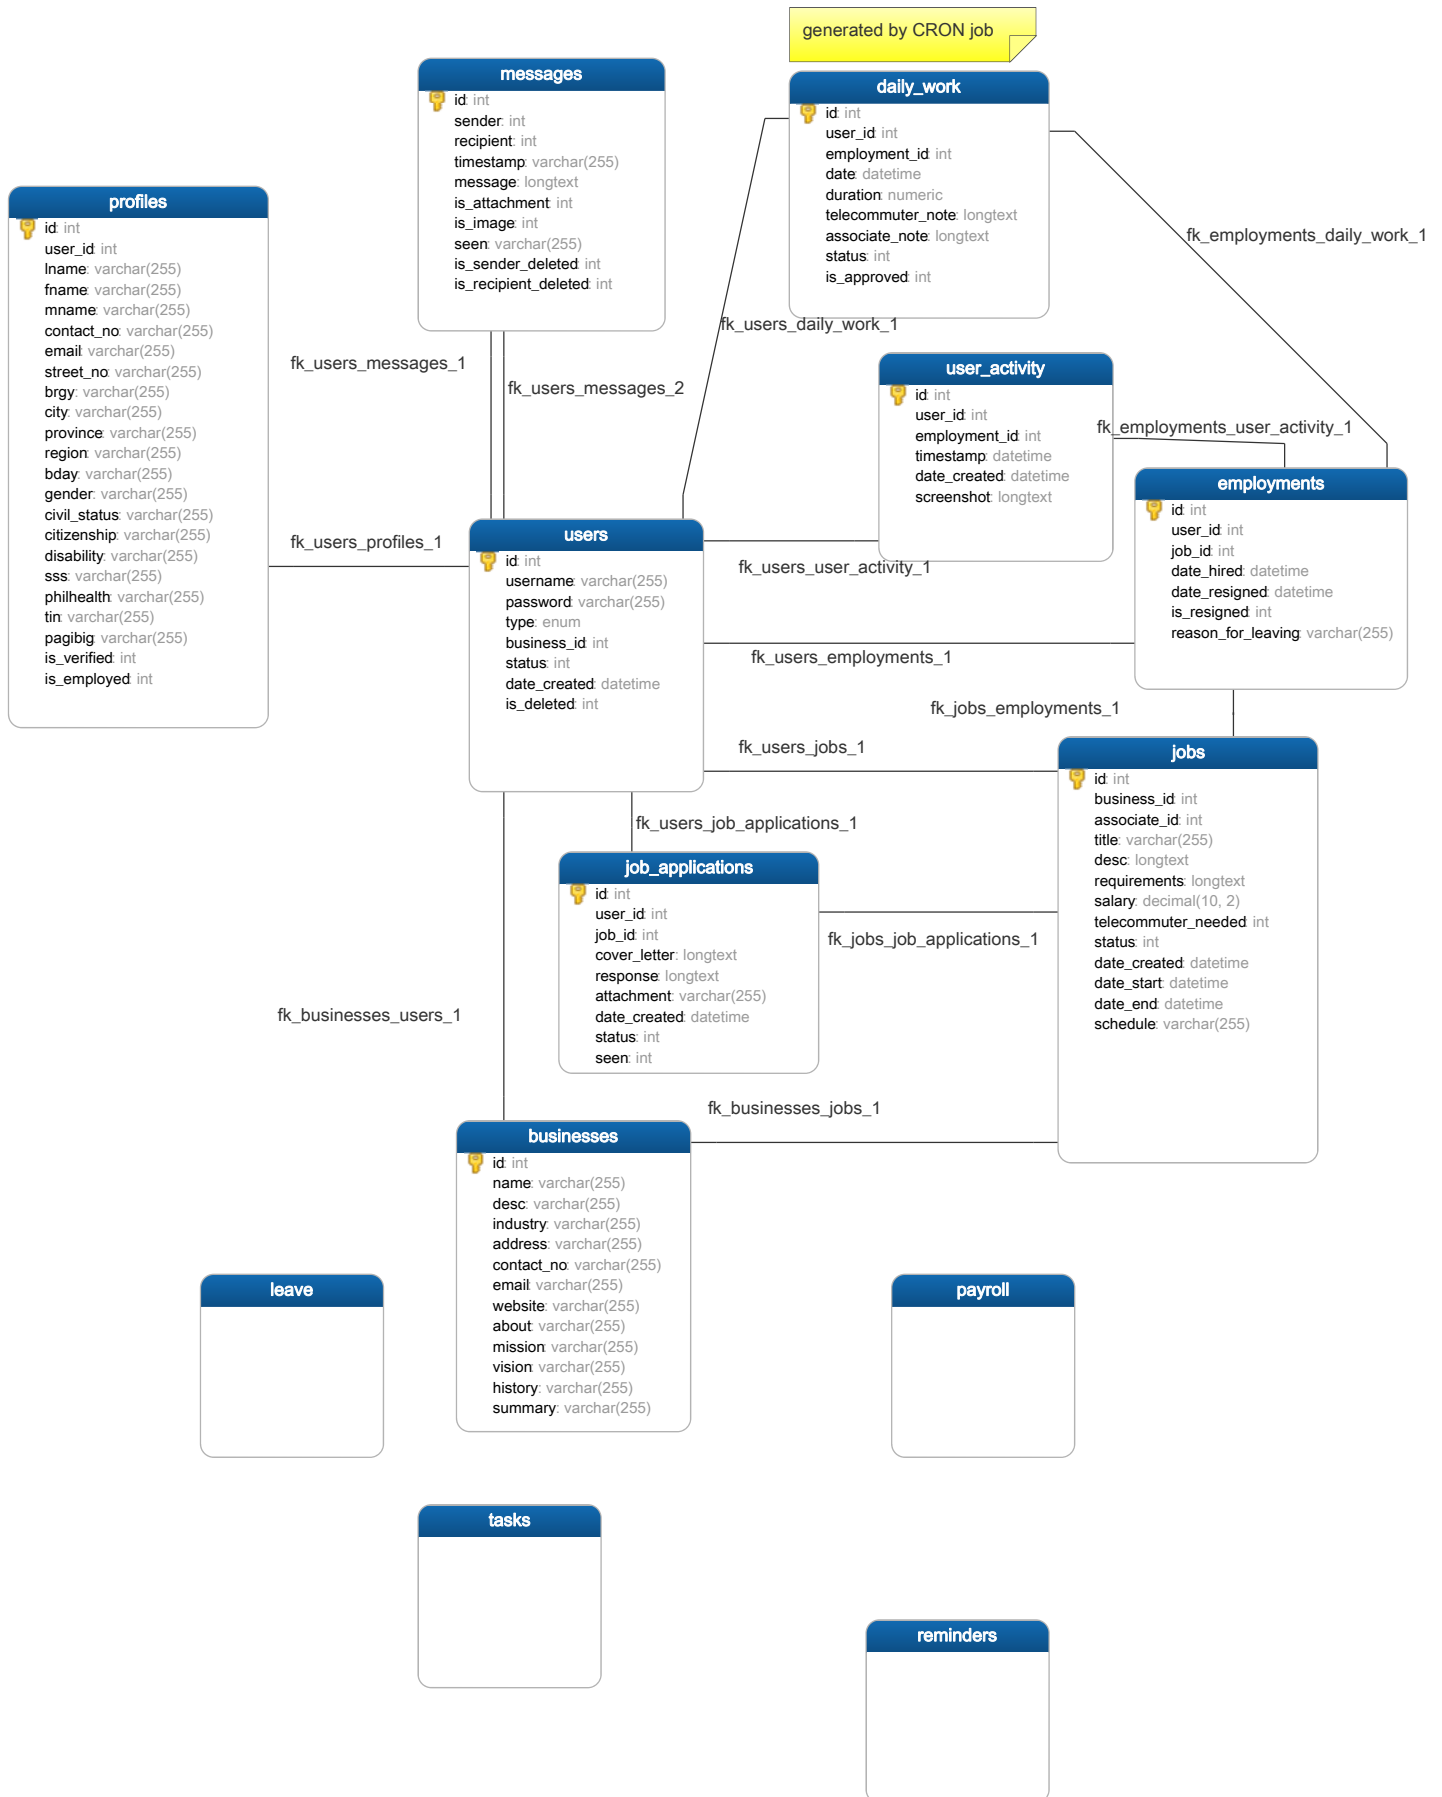 generated by CRON job
messages
id: int
sender: int
recipient: int
timestamp: varchar(255)
message: longtext
is_attachment: int
is_image: int
seen: varchar(255)
is_sender_deleted: int
is_recipient_deleted: int
daily_work
id: int
user_id: int
employment_id: int
date: datetime
duration: numeric
telecommuter_note: longtext
associate_note: longtext
status: int
is_approved: int
profiles
id: int
user_id: int
lname: varchar(255)
fname: varchar(255)
mname: varchar(255)
contact_no: varchar(255)
email: varchar(255)
street_no: varchar(255)
brgy: varchar(255)
city: varchar(255)
province: varchar(255)
region: varchar(255)
bday: varchar(255)
gender: varchar(255)
civil_status: varchar(255)
citizenship: varchar(255)
disability: varchar(255)
sss: varchar(255)
philhealth: varchar(255)
tin: varchar(255)
pagibig: varchar(255)
is_verified: int
is_employed: int
fk_employments_daily_work_1
fk_users_daily_work_1
fk_users_messages_1
fk_users_messages_2
user_activity
id: int
user_id: int
employment_id: int
timestamp: datetime
date_created: datetime
screenshot: longtext
fk_employments_user_activity_1
employments
id: int
user_id: int
job_id: int
date_hired: datetime
date_resigned: datetime
is_resigned: int
reason_for_leaving: varchar(255)
fk_users_profiles_1
users
id: int
username: varchar(255)
password: varchar(255)
type: enum
business_id: int
status: int
date_created: datetime
is_deleted: int
fk_users_user_activity_1
fk_users_employments_1
fk_jobs_employments_1
fk_users_jobs_1
jobs
id: int
business_id: int
associate_id: int
title: varchar(255)
desc: longtext
requirements: longtext
salary: decimal(10, 2)
telecommuter_needed: int
status: int
date_created: datetime
date_start: datetime
date_end: datetime
schedule: varchar(255)
fk_users_job_applications_1
job_applications
id: int
user_id: int
job_id: int
cover_letter: longtext
response: longtext
attachment: varchar(255)
date_created: datetime
status: int
seen: int
fk_jobs_job_applications_1
fk_businesses_users_1
fk_businesses_jobs_1
businesses
id: int
name: varchar(255)
desc: varchar(255)
industry: varchar(255)
address: varchar(255)
contact_no: varchar(255)
email: varchar(255)
website: varchar(255)
about: varchar(255)
mission: varchar(255)
vision: varchar(255)
history: varchar(255)
summary: varchar(255)
leave
payroll
tasks
reminders